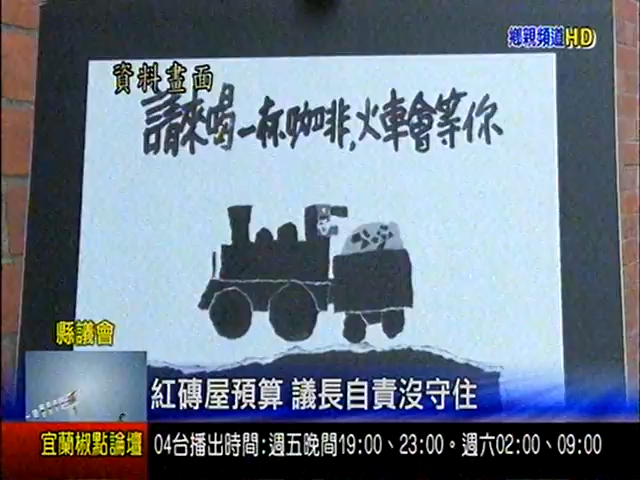 鄉親頻道HD
資料畫面
請來喝一杯咖啡,火車會等你
縣議會
紅磚屋預算 議長自責沒守住
宜蘭椒點論壇
04台播出時間:週五晚間19:00、23:00。週六02:00、09:00